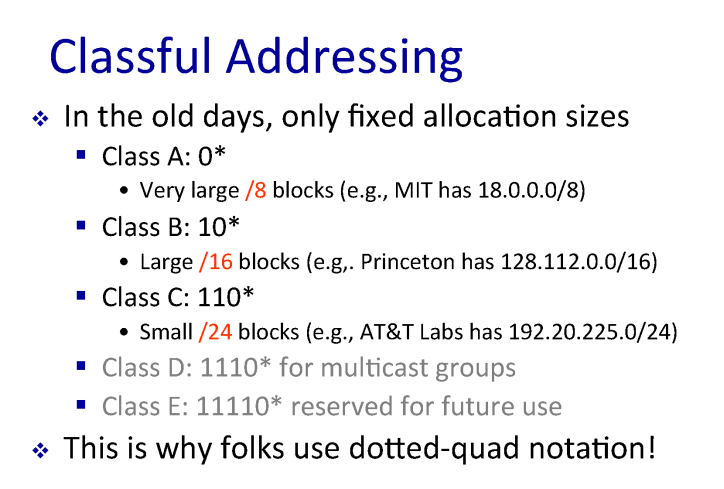 Classful Addressing
❖ In the old days, only fixed allocation sizes
▪ Class A: 0*
• Very large /8 blocks (e.g., MIT has 18.0.0.0/8)
▪ Class B: 10*
• Large /16 blocks (e.g,. Princeton has 128.112.0.0/16)
▪ Class C: 110*
• Small /24 blocks (e.g., AT&T Labs has 192.20.225.0/24)
▪ Class D: 1110* for multicast groups
▪ Class E: 11110* reserved for future use
❖ This is why folks use dotted-quad notation!